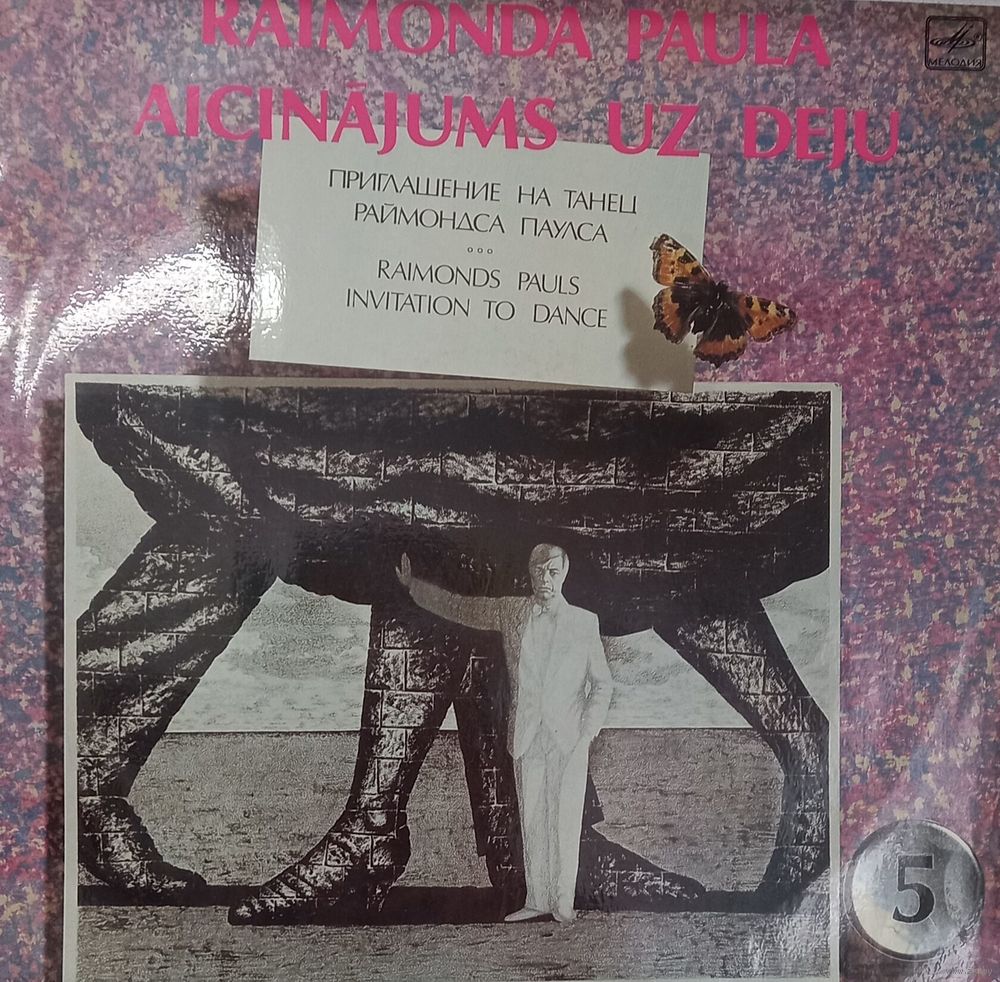 RAIMONDA PAULA
МЕЛОДИЯ
AICINĀJUMS UZ DEJU
ПРИГЛАШЕНИЕ НА ТАНЕЦ
РАЙМОНДСА ПАУЛСА
RAIMONDS PAULS
INVITATION TO DANCE
5